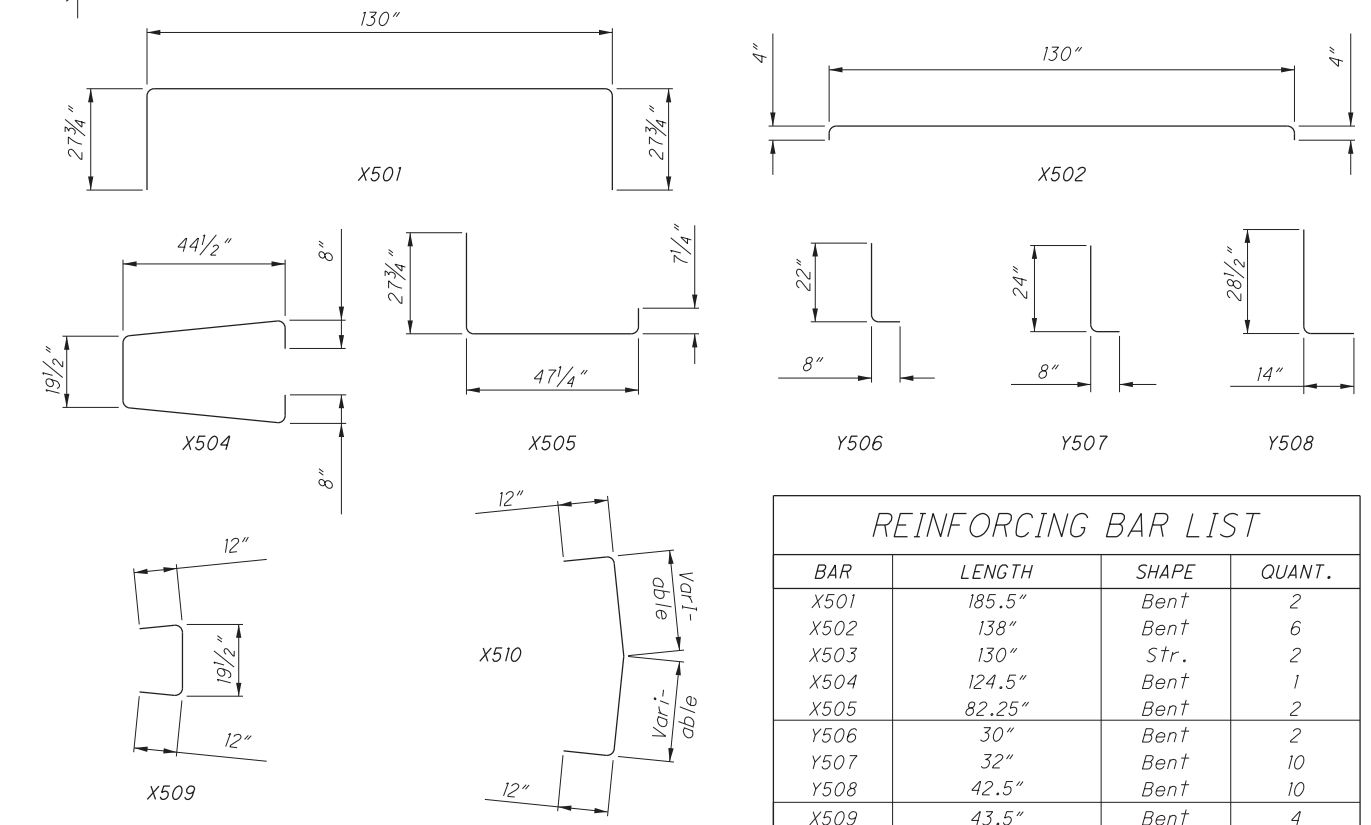 130"
27¾"
27¾"
X501
4"
130"
4"
X502
44½"
8"
19½"
8"
X504
27¾"
7¼"
47¼"
X505
22"
8"
Y506
24"
8"
Y507
28½"
14"
Y508
12"
19½"
12"
X509
12"
Vari-
able
X510
Vari-
able
12"
REINFORCING BAR LIST
BAR LENGTH SHAPE QUANT.
X501 185.5" Bent 2
X502 138" Bent 6
X503 130" Str. 2
X504 124.5" Bent 1
X505 82.25" Bent 2
Y506 30" Bent 2
Y507 32" Bent 10
Y508 42.5" Bent 10
X509 43.5" Bent 4